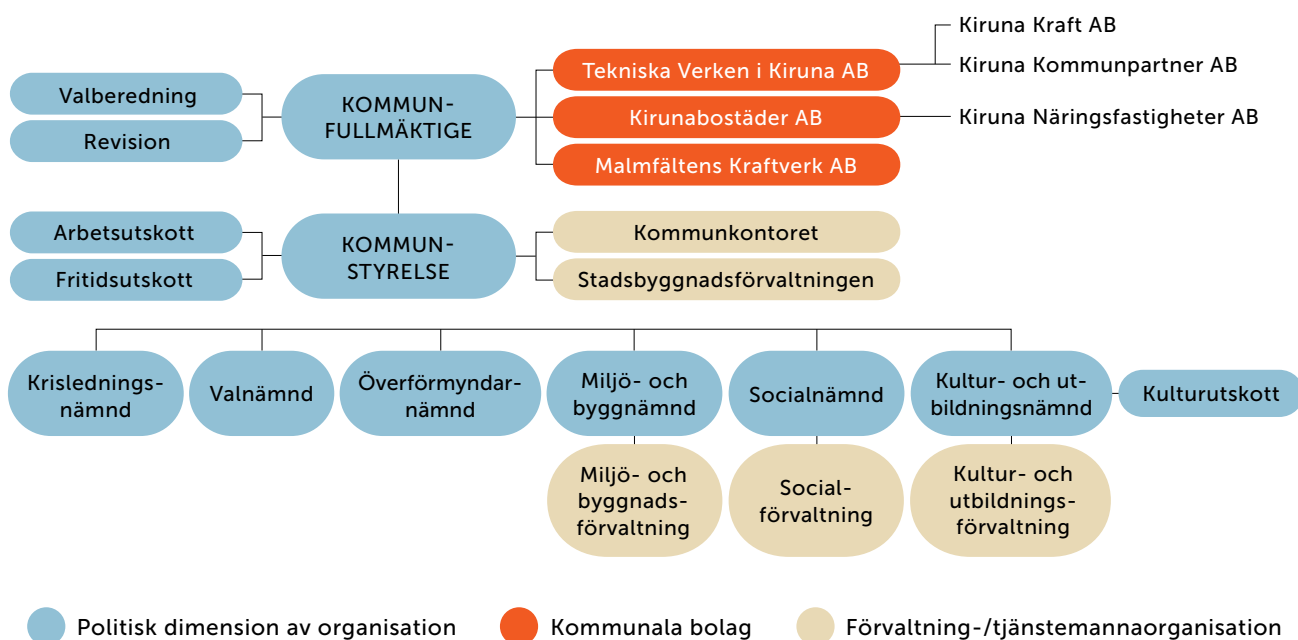 Kiruna Kraft AB
Tekniska Verken i Kiruna AB
Kiruna Kommunpartner AB
Valberedning
KOMMUN-
FULLMÄKTIGE
Kirunabostäder AB
Kiruna Näringsfastigheter AB
Revision
Malmfältens Kraftverk AB
Arbetsutskott
KOMMUN-
STYRELSE
Kommunkontoret
Fritidsutskott
Stadsbyggnadsförvaltningen
Krislednings-
nämnd
Valnämnd
Överförmyndar-
nämnd
Miljö- och
byggnämnd
Socialnämnd
Kultur- och ut-
bildningsnämnd
Kulturutskott
Miljö- och
byggnads-
förvaltning
Social-
förvaltning
Kultur- och
utbildnings-
förvaltning
Politisk dimension av organisation
Kommunala bolag
Förvaltning-/tjänstemannaorganisation